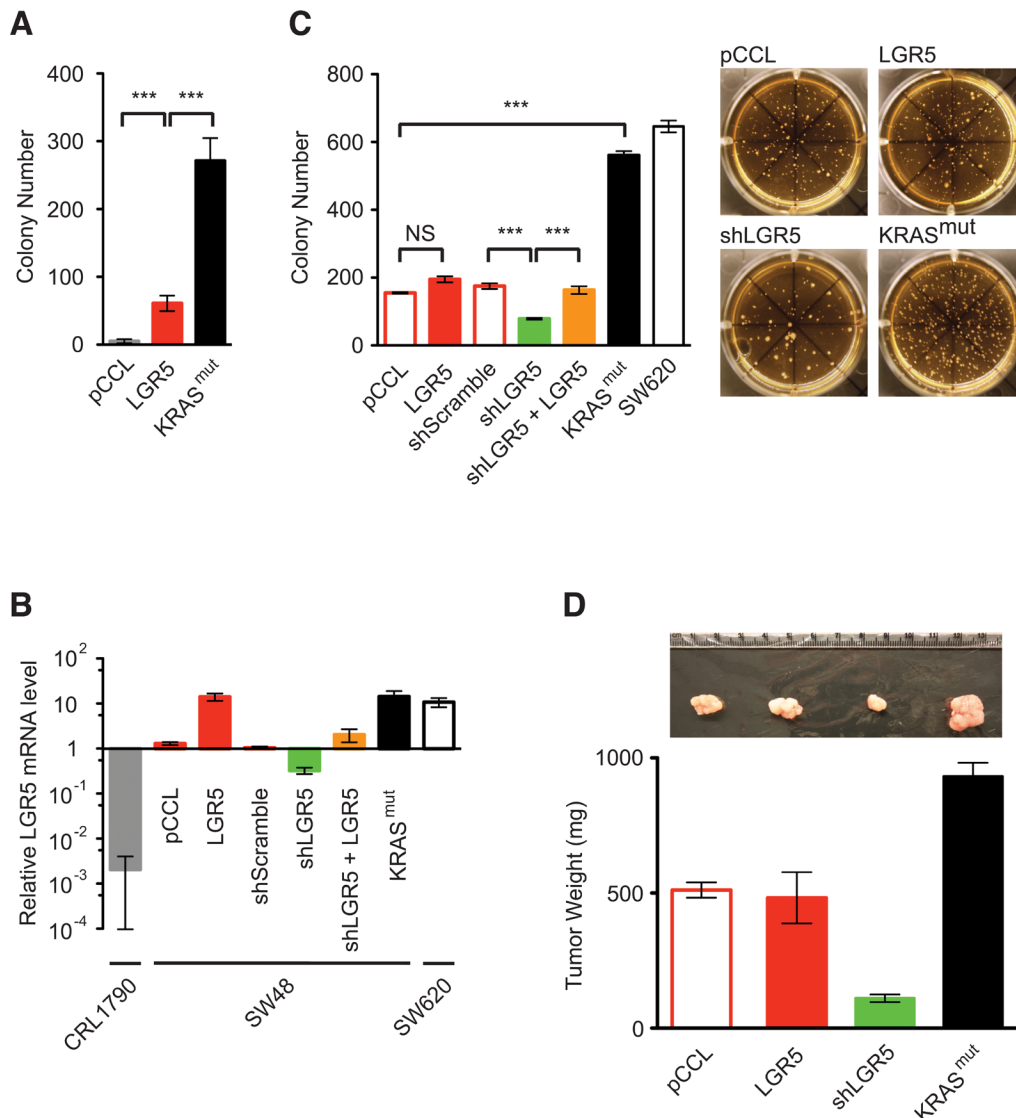 A
400
300
200
100
0
Colony Number
*** ***
pCCL
LGR5
KRAS mut
C
800
600
400
200
0
Colony Number
***
NS
*** ***
pCCL
LGR5
shScramble
shLGR5
shLGR5 + LGR5
KRAS mut
SW620
pCCL
LGR5
shLGR5
KRAS mut
B
10 2
10
1
10 -1
10 -2
10 -3
10 -4
Relative LGR5 mRNA level
pCCL
LGR5
shScramble
shLGR5
shLGR5 + LGR5
KRAS mut
CRL1790
SW48
SW620
D
1000
500
0
Tumor Weight (mg)
pCCL
LGR5
shLGR5
KRAS mut